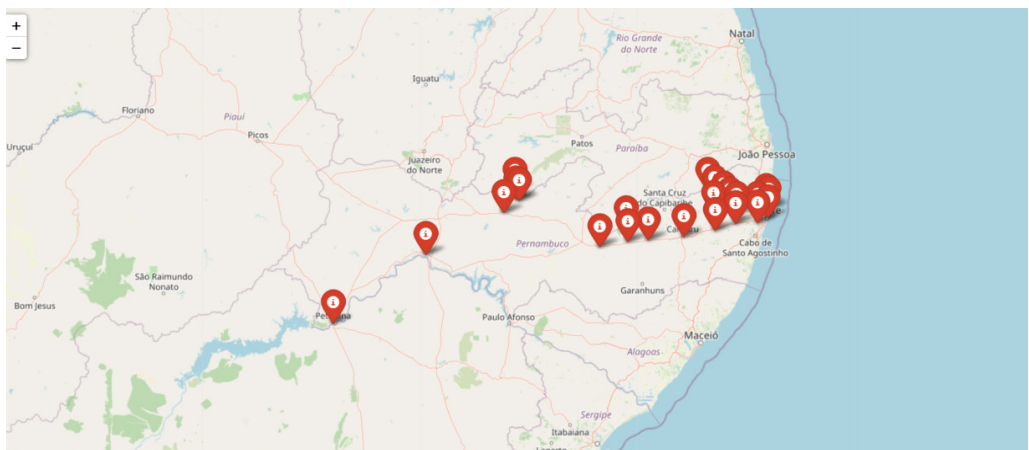 +
−
Natal
Rio Grande
do Norte
Iguatu
Floriano
Piauí
Uruçuí
Picos
Patos
Paraíba
João Pessoa
Juazeiro
do Norte
Santa Cruz
do Capibaribe
Pernambuco
Cabo de
Santo Agostinho
São Raimundo
Nonato
Garanhuns
Bom Jesus
Paulo Afonso
Maceió
Alagoas
Sergipe
Itabaiana